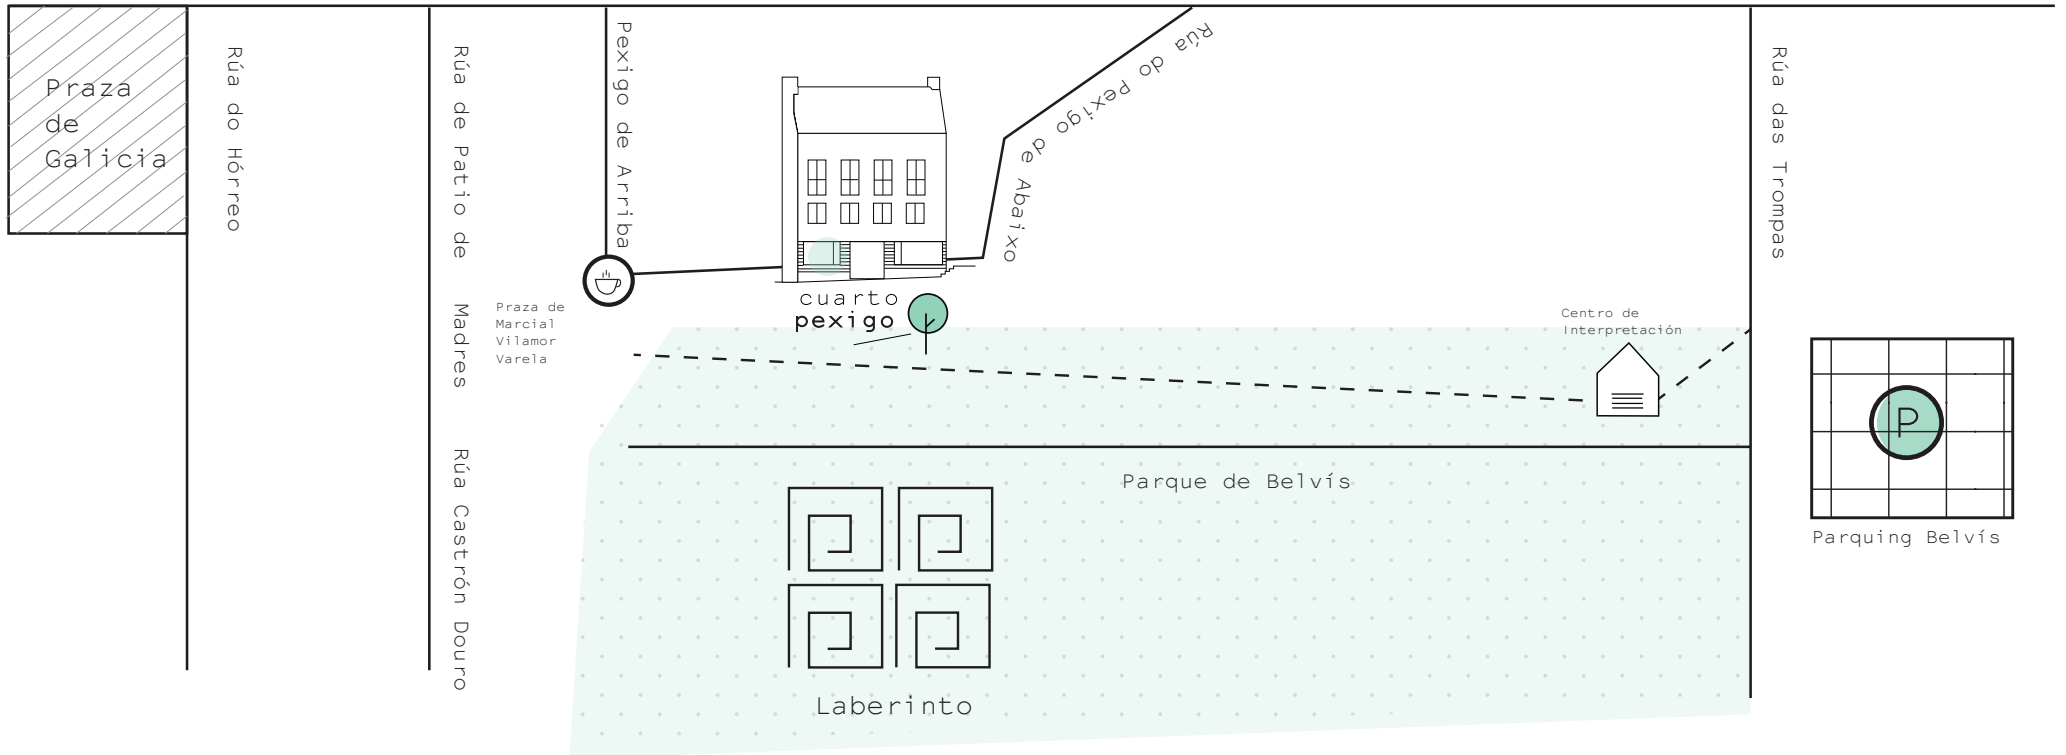 Praza
de
Galicia
Rúa do Hórreo
Rúa de Patio de Madres
Rúa Castrón Douro
Pexigo de Arriba
Rúa do Pexigo de Abaixo
Rúa das Trompas
Praza de
Marcial
Vilamor
Varela
cuarto
pexigo
Centro de
Interpretación
Parque de Belvís
P
Parquing Belvís
Laberinto